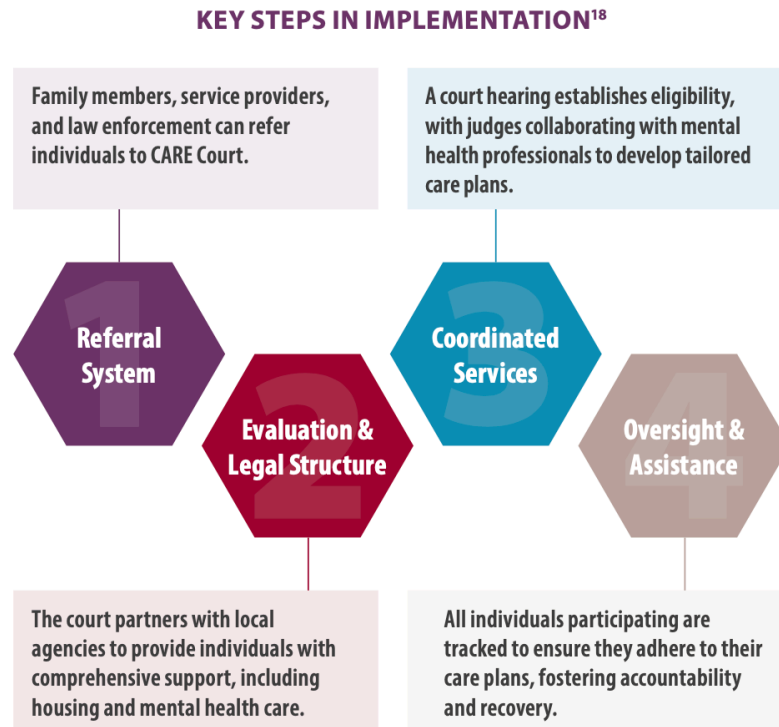 KEY STEPS IN IMPLEMENTATION¹⁸
Family members, service providers,
and law enforcement can refer
individuals to CARE Court.
A court hearing establishes eligibility,
with judges collaborating with mental
health professionals to develop tailored
care plans.
1
Referral
System
2
Evaluation &
Legal Structure
3
Coordinated
Services
4
Oversight &
Assistance
The court partners with local
agencies to provide individuals with
comprehensive support, including
housing and mental health care.
All individuals participating are
tracked to ensure they adhere to their
care plans, fostering accountability
and recovery.